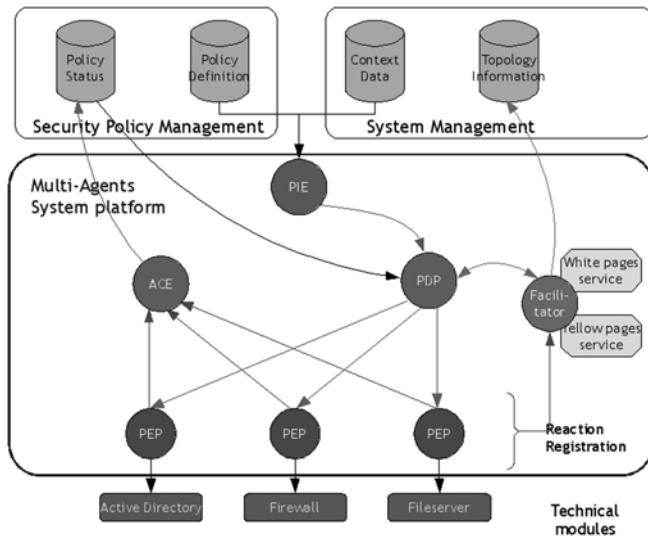 Policy
Status
Policy
Definition
Context
Data
Topology
Information
Security Policy Management
System Management
Multi-Agents
System platform
PIE
ACE
PDP
Facili-
tator
White pages
service
Yellow pages
service
PEP
PEP
PEP
Reaction
Registration
Active Directory
Firewall
Fileserver
Technical
modules